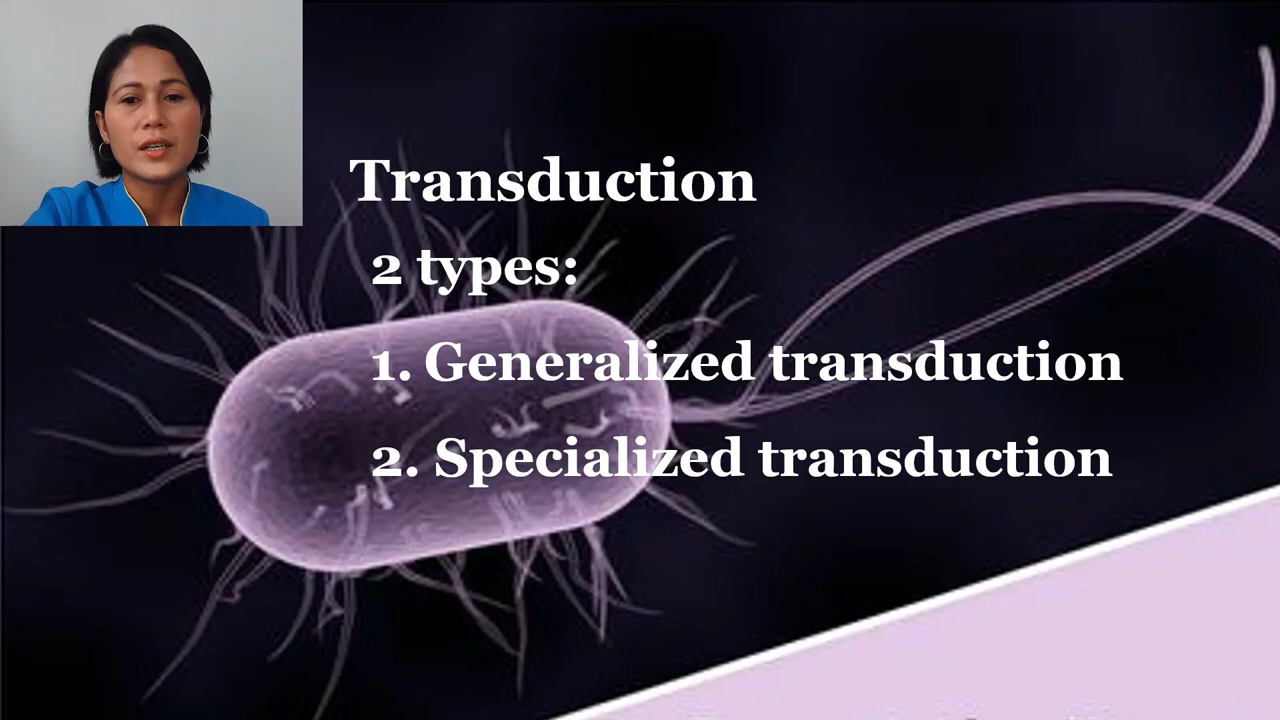 Transduction
2 types:
1. Generalized transduction
2. Specialized transduction